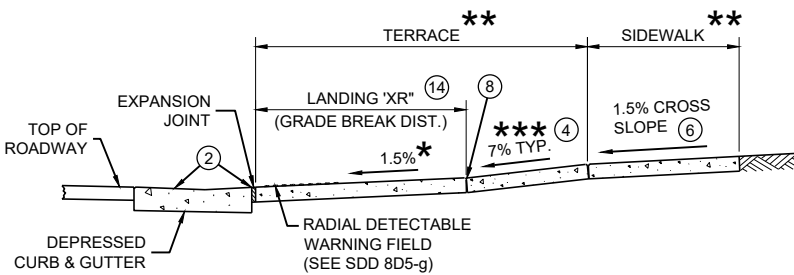 TERRACE **
SIDEWALK **
LANDING 'XR" 14
(GRADE BREAK DIST.)
8
EXPANSION
JOINT
TOP OF
ROADWAY
2
1.5% *
*** 4
7% TYP.
1.5% CROSS
SLOPE 6
DEPRESSED
CURB & GUTTER
RADIAL DETECTABLE
WARNING FIELD
(SEE SDD 8D5-g)